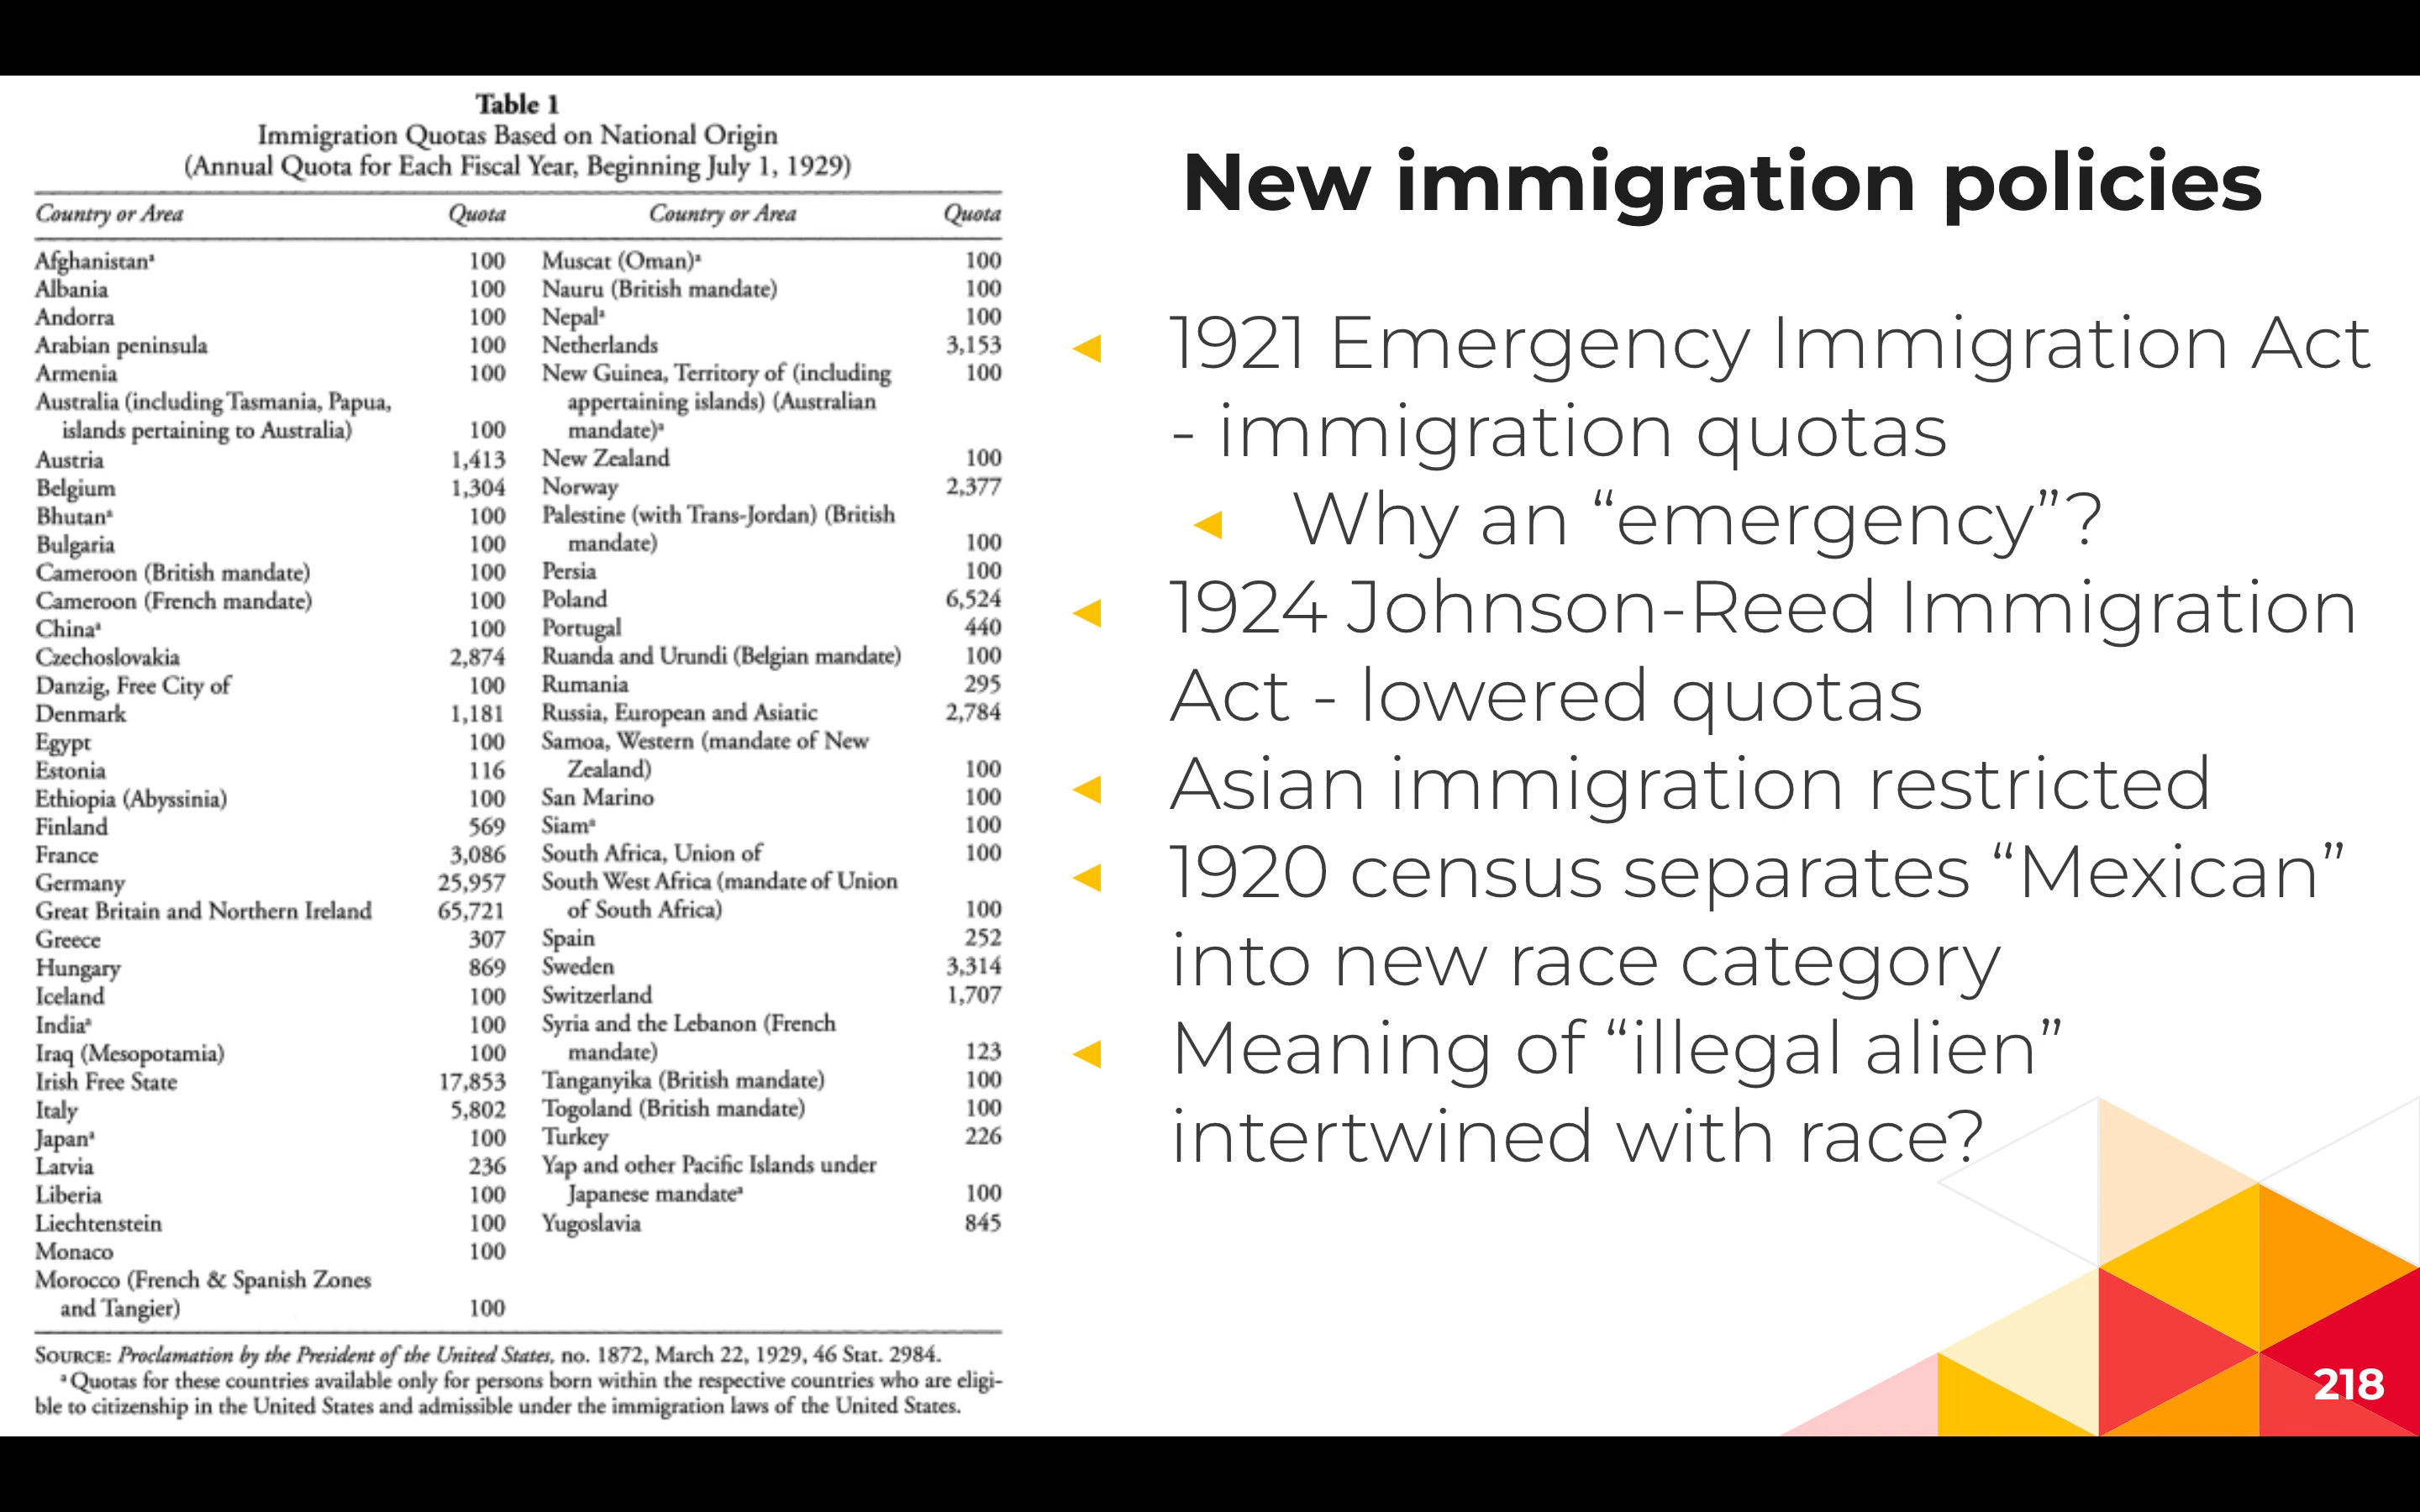 Table 1
Immigration Quotas Based on National Origin
(Annual Quota for Each Fiscal Year, Beginning July 1, 1929)
Country or Area Quota Country or Area Quota
Afghanistanᵃ 100 Muscat (Oman)ᵃ 100
Albania 100 Nauru (British mandate) 100
Andorra 100 Nepalᵃ 100
Arabian peninsula 100 Netherlands 3,153
Armenia 100 New Guinea, Territory of (including 100
Australia (including Tasmania, Papua, appertaining islands) (Australian
islands pertaining to Australia) 100 mandate)ᵃ
Austria 1,413 New Zealand 100
Belgium 1,304 Norway 2,377
Bhutanᵃ 100 Palestine (with Trans-Jordan) (British
Bulgaria 100 mandate) 100
Cameroon (British mandate) 100 Persia 100
Cameroon (French mandate) 100 Poland 6,524
Chinaᵃ 100 Portugal 440
Czechoslovakia 2,874 Ruanda and Urundi (Belgian mandate) 100
Danzig, Free City of 100 Rumania 295
Denmark 1,181 Russia, European and Asiatic 2,784
Egypt 100 Samoa, Western (mandate of New
Estonia 116 Zealand) 100
Ethiopia (Abyssinia) 100 San Marino 100
Finland 569 Siamᵃ 100
France 3,086 South Africa, Union of 100
Germany 25,957 South West Africa (mandate of Union
Great Britain and Northern Ireland 65,721 of South Africa) 100
Greece 307 Spain 252
Hungary 869 Sweden 3,314
Iceland 100 Switzerland 1,707
Indiaᵃ 100 Syria and the Lebanon (French
Iraq (Mesopotamia) 100 mandate) 123
Irish Free State 17,853 Tanganyika (British mandate) 100
Italy 5,802 Togoland (British mandate) 100
Japanᵃ 100 Turkey 226
Latvia 236 Yap and other Pacific Islands under
Liberia 100 Japanese mandateᵃ 100
Liechtenstein 100 Yugoslavia 845
Monaco 100
Morocco (French & Spanish Zones
and Tangier) 100
SOURCE: Proclamation by the President of the United States, no. 1872, March 22, 1929, 46 Stat. 2984.
ᵃ Quotas for these countries available only for persons born within the respective countries who are eligi-
ble to citizenship in the United States and admissible under the immigration laws of the United States.
New immigration policies
1921 Emergency Immigration Act
- immigration quotas
Why an “emergency”?
1924 Johnson-Reed Immigration
Act - lowered quotas
Asian immigration restricted
1920 census separates “Mexican”
into new race category
Meaning of “illegal alien”
intertwined with race?
218